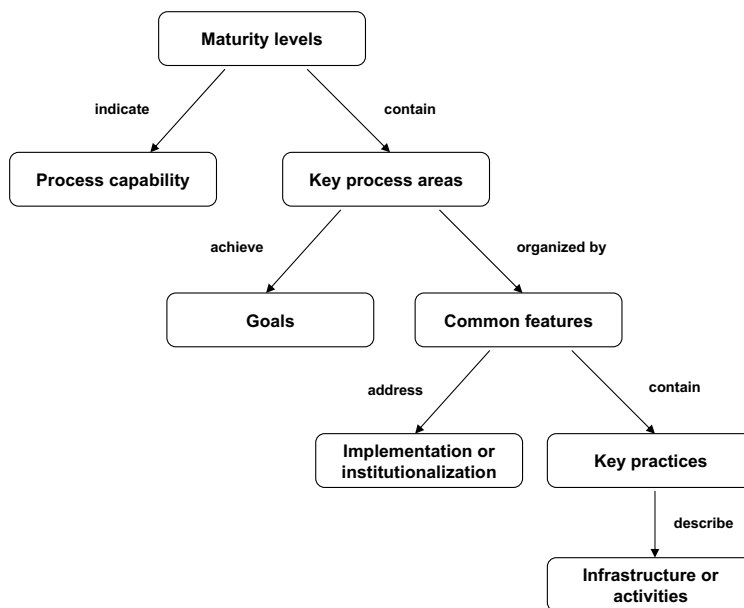 Maturity levels
indicate
contain
Process capability
Key process areas
achieve
organized by
Goals
Common features
address
contain
Implementation or
institutionalization
Key practices
describe
Infrastructure or
activities